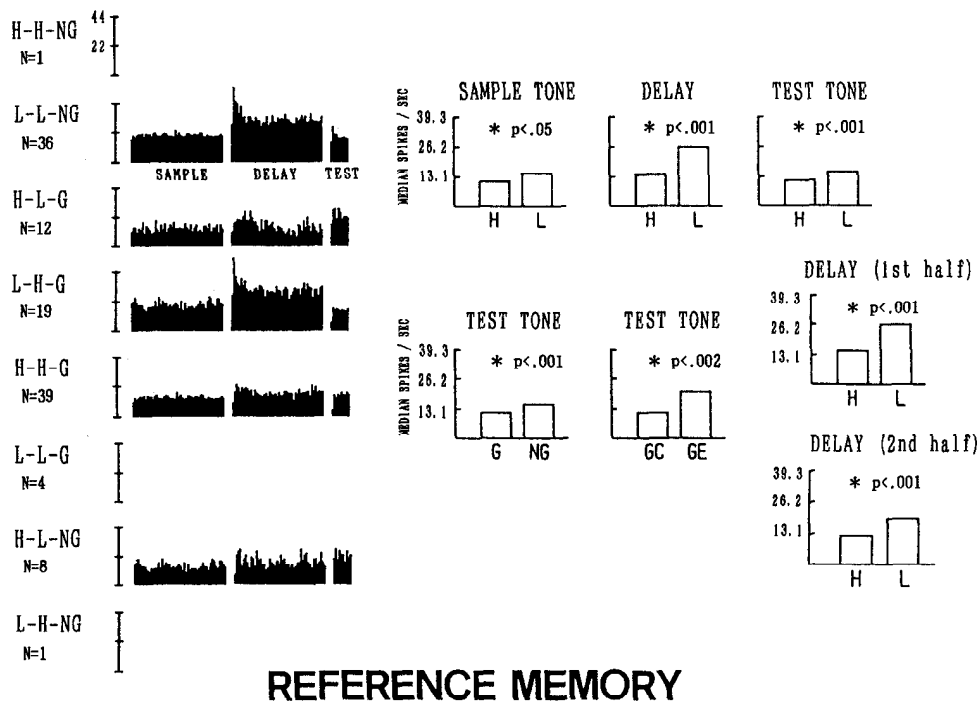 H-H-NG
N=1
44
22
L-L-NG
N=36
SAMPLE DELAY TEST
H-L-G
N=12
L-H-G
N=19
H-H-G
N=39
L-L-G
N=4
H-L-NG
N=8
L-H-NG
N=1
MEDIAN SPIKES / SEC
SAMPLE TONE
39.3
26.2
13.1
* p<.05
H L
DELAY
* p<.001
H L
TEST TONE
* p<.001
H L
MEDIAN SPIKES / SEC
TEST TONE
39.3
26.2
13.1
* p<.001
G NG
TEST TONE
* p<.002
GC GE
DELAY (1st half)
39.3
26.2
13.1
* p<.001
H L
DELAY (2nd half)
39.3
26.2
13.1
* p<.001
H L
REFERENCE MEMORY